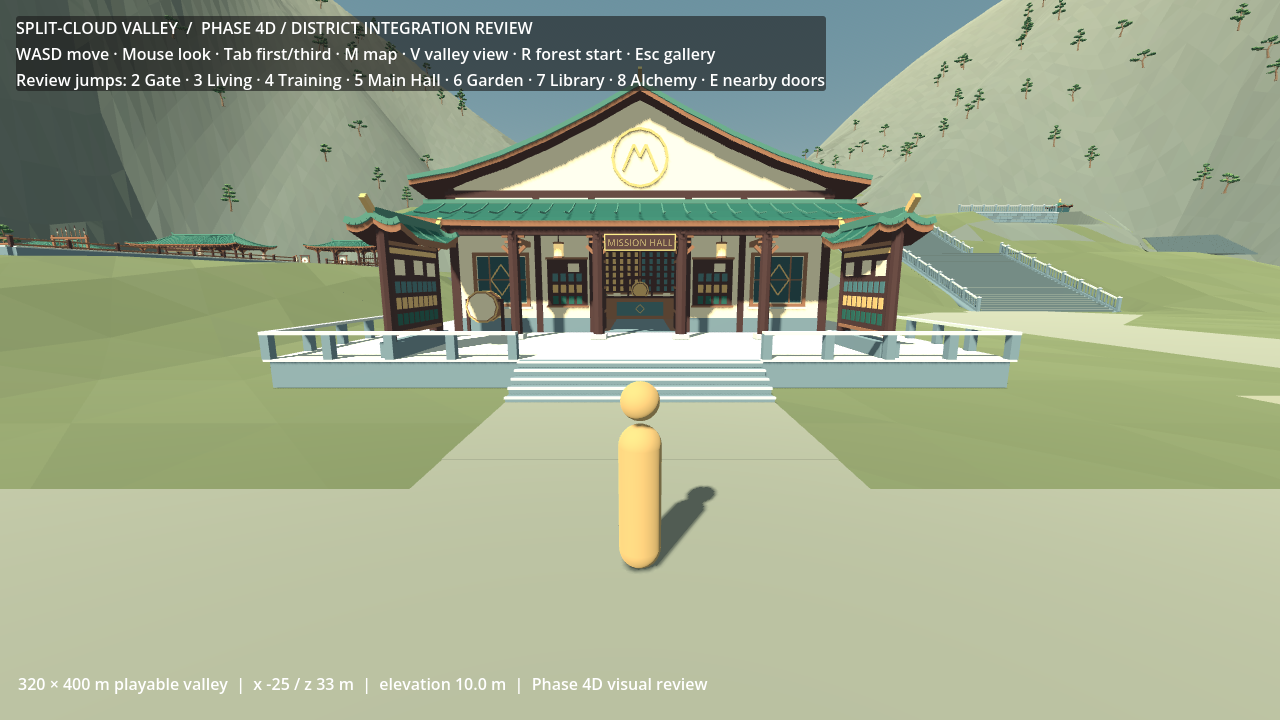 SPLIT-CLOUD VALLEY / PHASE 4D / DISTRICT INTEGRATION REVIEW
WASD move · Mouse look · Tab first/third · M map · V valley view · R forest start · Esc gallery
Review jumps: 2 Gate · 3 Living · 4 Training · 5 Main Hall · 6 Garden · 7 Library · 8 Alchemy · E nearby doors
M
MISSION HALL
320 × 400 m playable valley | x -25 / z 33 m | elevation 10.0 m | Phase 4D visual review